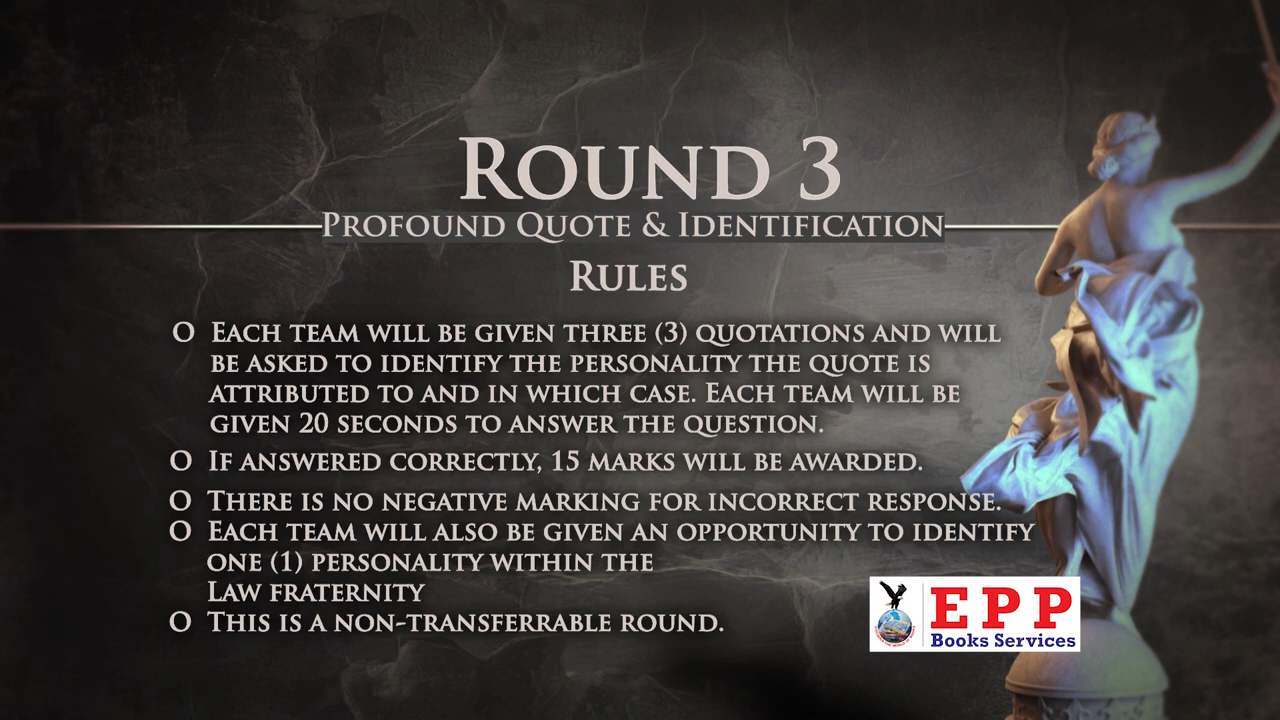 Round 3
Profound Quote & Identification
Rules
O Each team will be given three (3) quotations and will
be asked to identify the personality the quote is
attributed to and in which case. Each team will be
given 20 seconds to answer the question.
O If answered correctly, 15 marks will be awarded.
O There is no negative marking for incorrect response.
O Each team will also be given an opportunity to identify
one (1) personality within the
Law fraternity
O This is a non-transferrable round.
EPP
Books Services